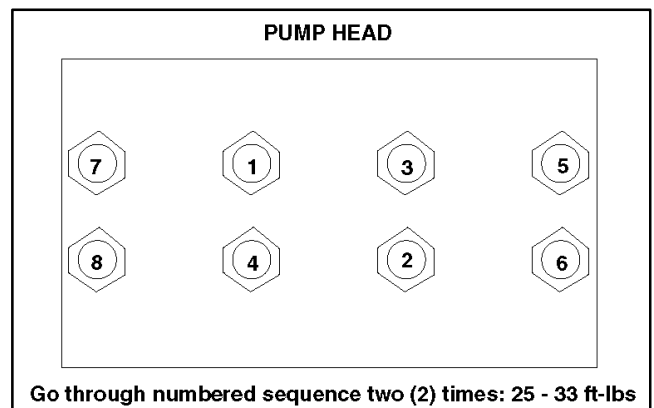 PUMP HEAD
7 1 3 5
8 4 2 6
Go through numbered sequence two (2) times: 25 - 33 ft-lbs